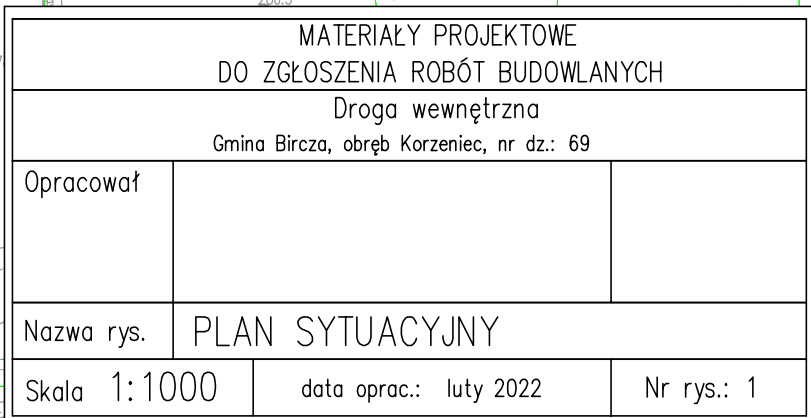 MATERIAŁY PROJEKTOWE
DO ZGŁOSZENIA ROBÓT BUDOWLANYCH
Droga wewnętrzna
Gmina Bircza, obręb Korzeniec, nr dz.: 69
Opracował
Nazwa rys. PLAN SYTUACYJNY
Skala 1:1000 data oprac.: luty 2022 Nr rys.: 1